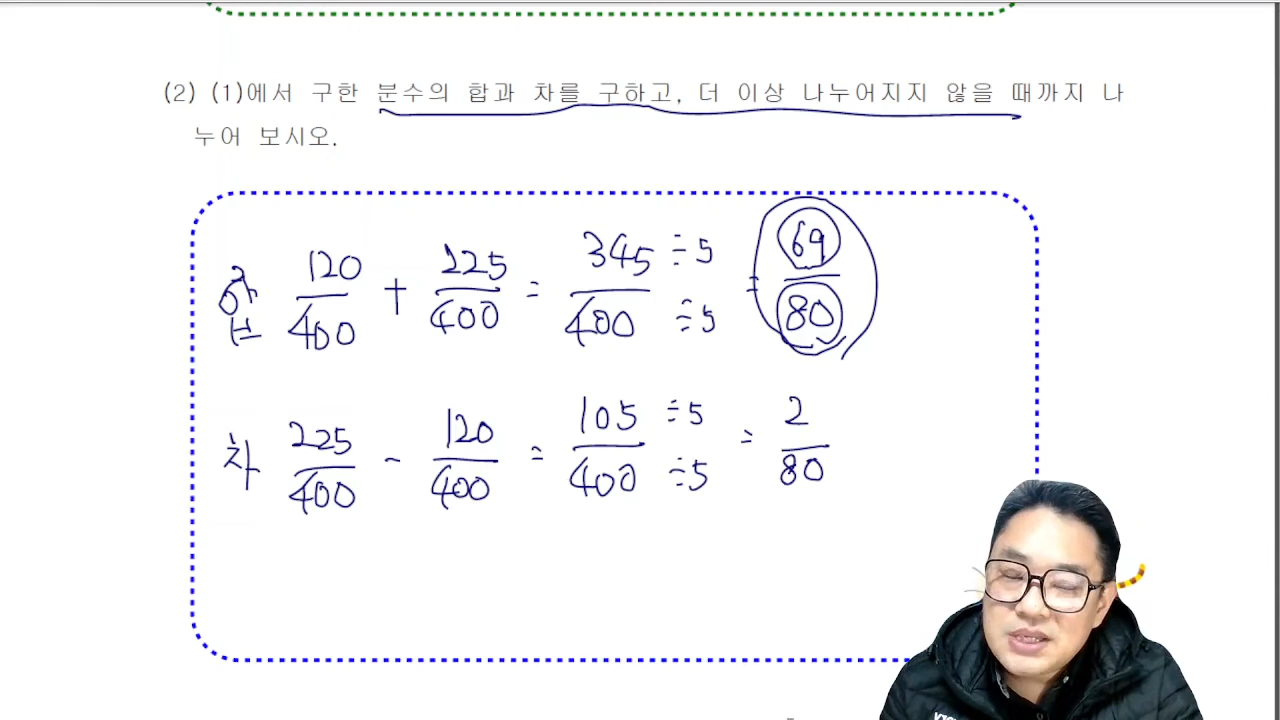 (2) (1)에서 구한 분수의 합과 차를 구하고, 더 이상 나누어지지 않을 때까지 나
누어 보시오.
합 120/400 + 225/400 = 345÷5/400÷5 = 69/80
차 225/400 - 120/400 = 105÷5/400÷5 = 2/80